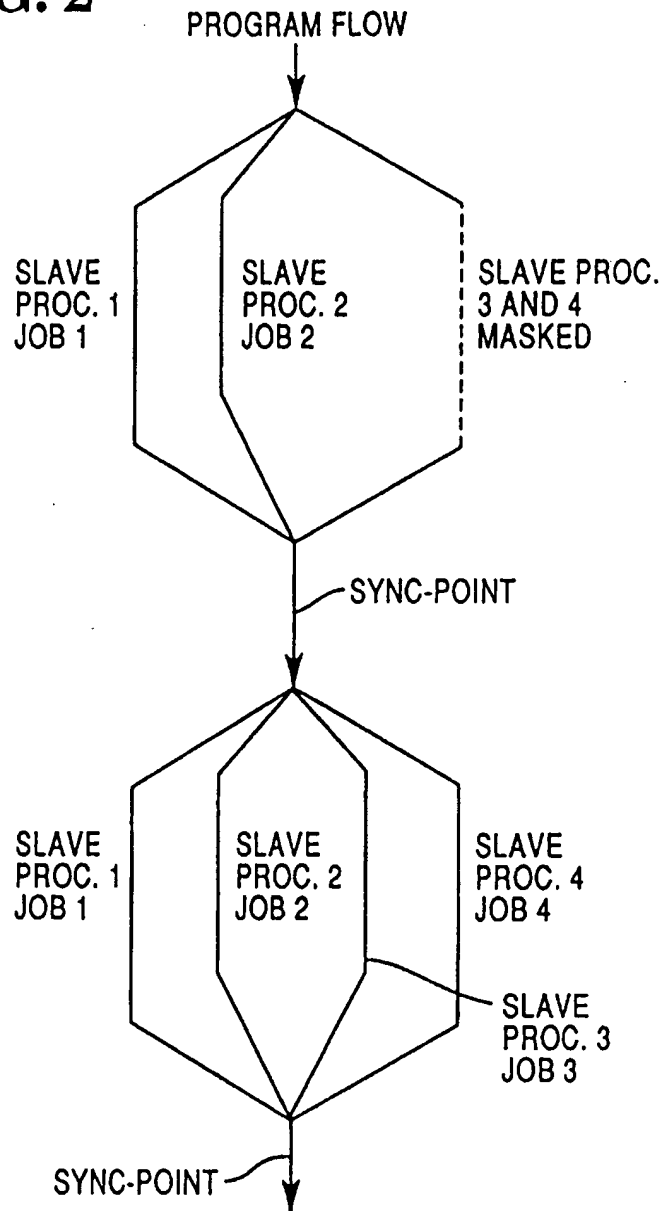 G. 2
PROGRAM FLOW
SLAVE
PROC. 1
JOB 1
SLAVE
PROC. 2
JOB 2
SLAVE PROC.
3 AND 4
MASKED
SYNC-POINT
SLAVE
PROC. 1
JOB 1
SLAVE
PROC. 2
JOB 2
SLAVE
PROC. 4
JOB 4
SLAVE
PROC. 3
JOB 3
SYNC-POINT